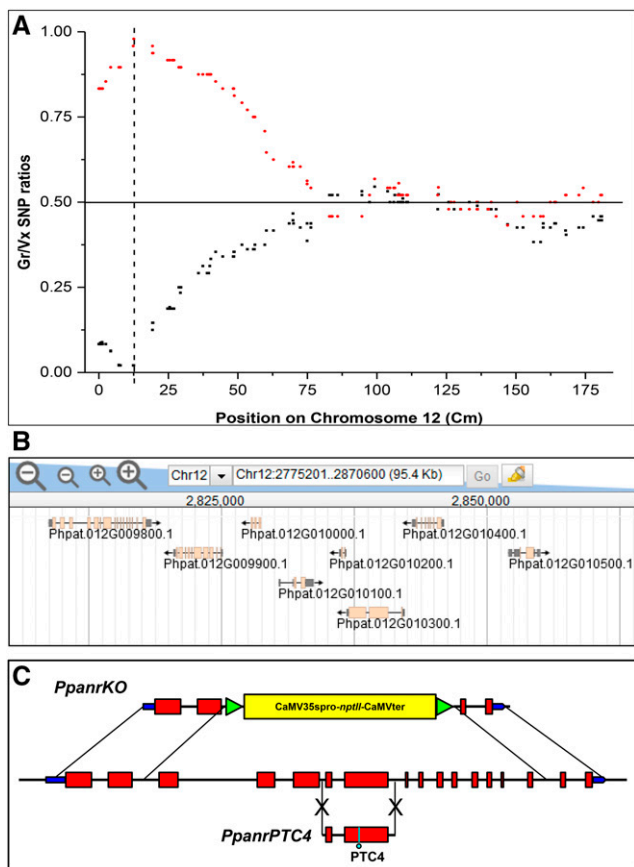 A
1.00
0.75
0.50
0.25
0.00
Gr/Vx SNP ratios
0 25 50 75 100 125 150 175
Position on Chromosome 12 (Cm)
B
Chr12 Chr12:2775201..2870600 (95.4 Kb) Go
2,825,000 2,850,000
Phpat.012G009800.1 Phpat.012G010000.1 Phpat.012G010400.1
Phpat.012G009900.1 Phpat.012G010200.1 Phpat.012G010500.1
Phpat.012G010100.1
Phpat.012G010300.1
C
PpanrKO
CaMV35spro-nptII-CaMVter
X X
PpanrPTC4
PTC4